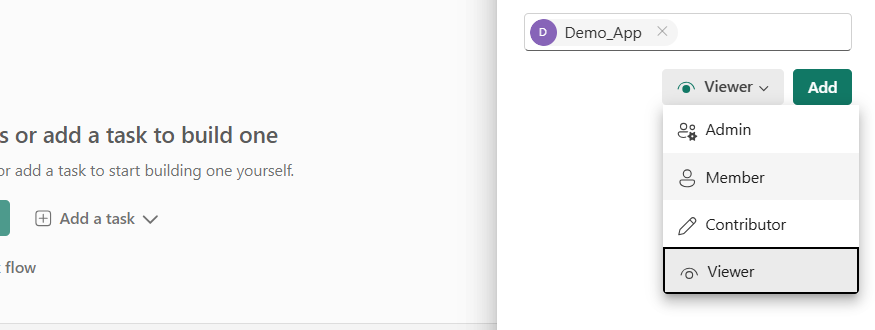 D Demo_App
Viewer
Add
Admin
Member
Contributor
Viewer
s or add a task to build one
or add a task to start building one yourself.
Add a task
flow